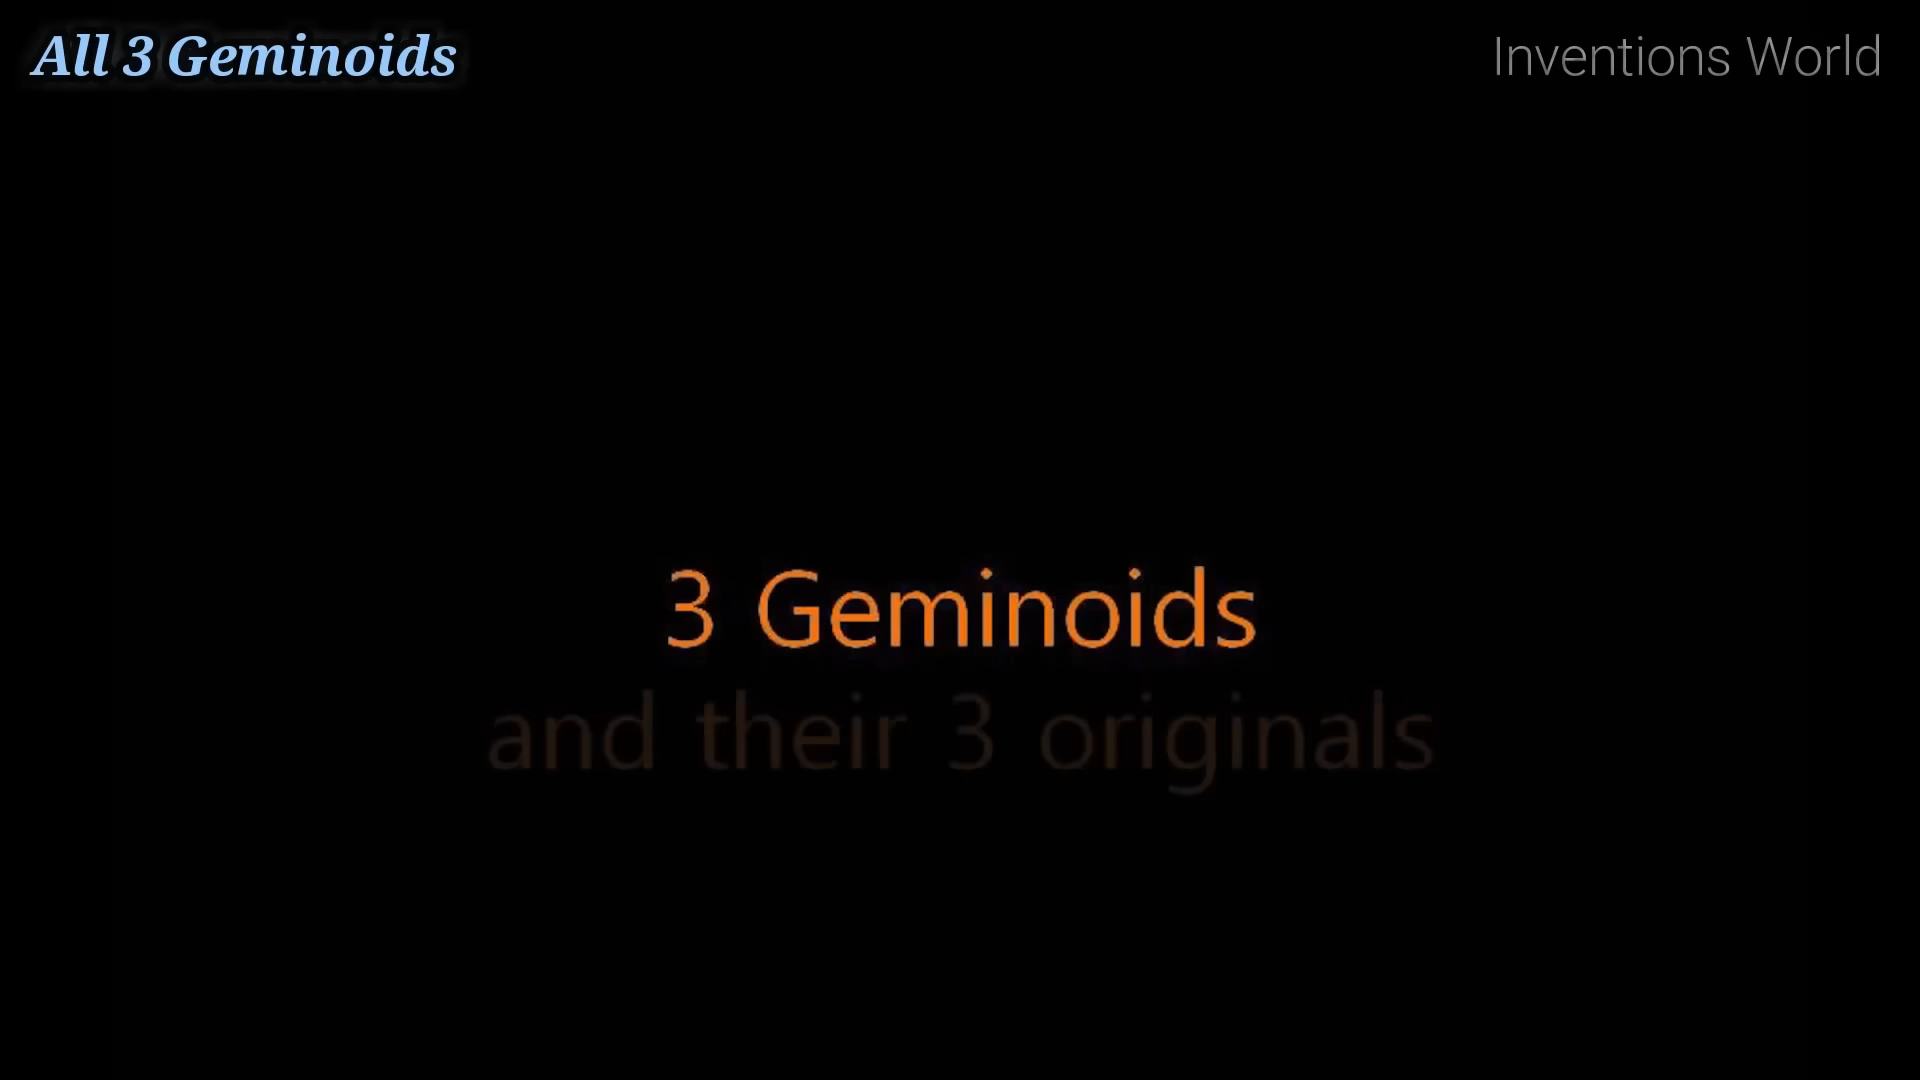 All 3 Geminoids
Inventions World
3 Geminoids
and their 3 originals